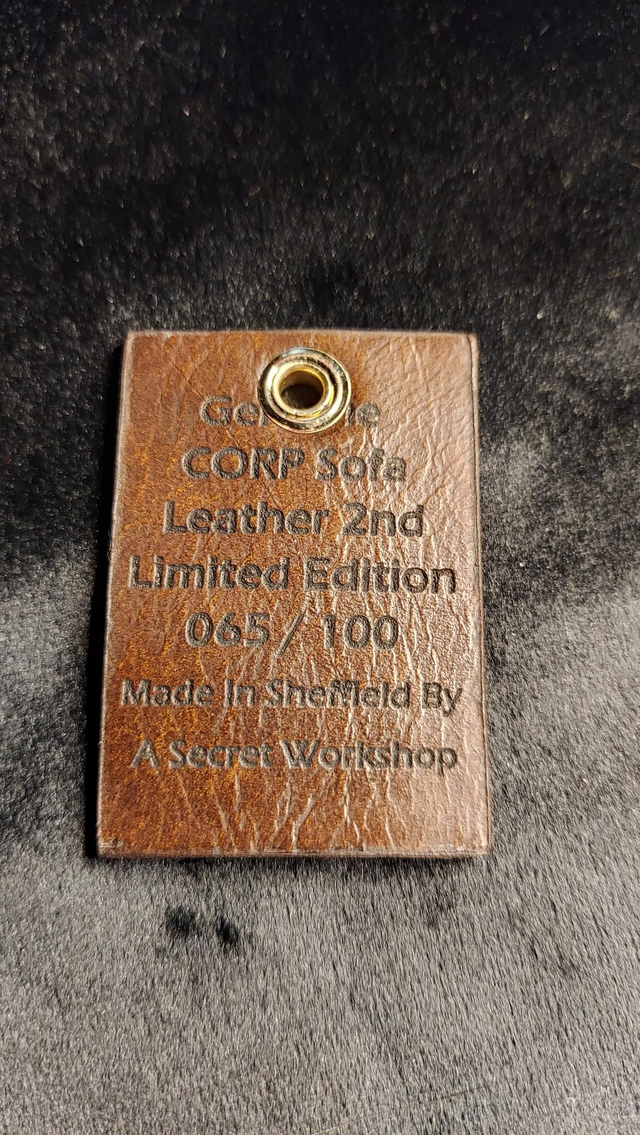 CORP Sofa
Leather 2nd
Limited Edition
065 / 100
Made In Sheffield By
A Secret Workshop